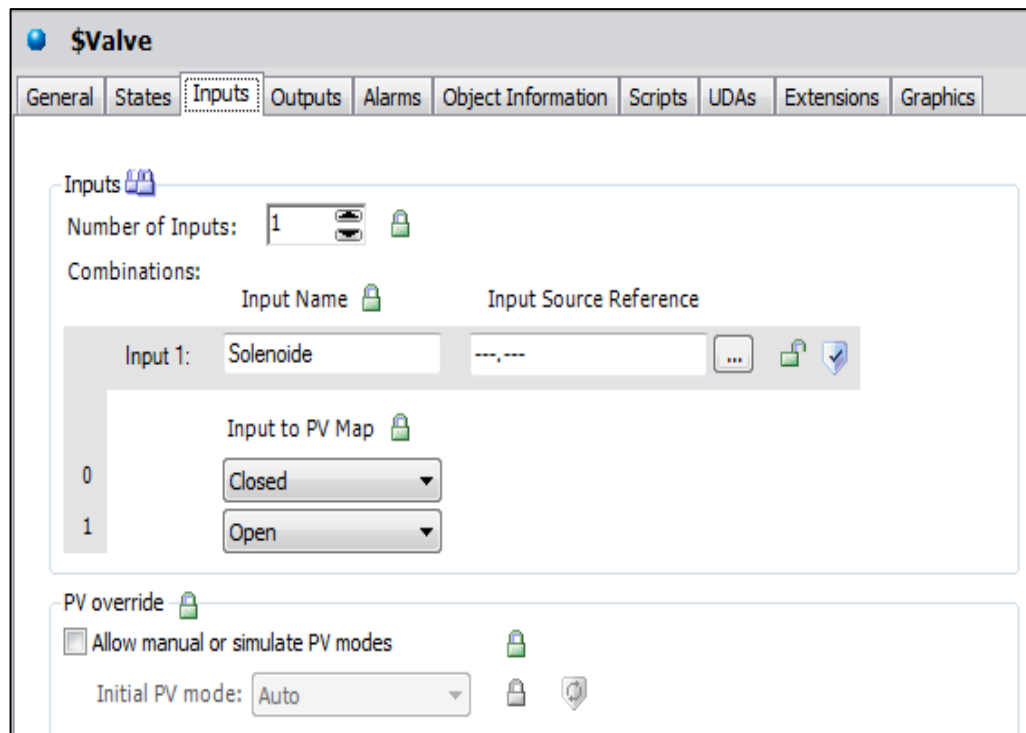 $Valve
General States Inputs Outputs Alarms Object Information Scripts UDAs Extensions Graphics
Inputs
Number of Inputs: 1
Combinations:
Input Name Input Source Reference
Input 1: Solenoide ---.--- ...
Input to PV Map
0 Closed
1 Open
PV override
Allow manual or simulate PV modes
Initial PV mode: Auto